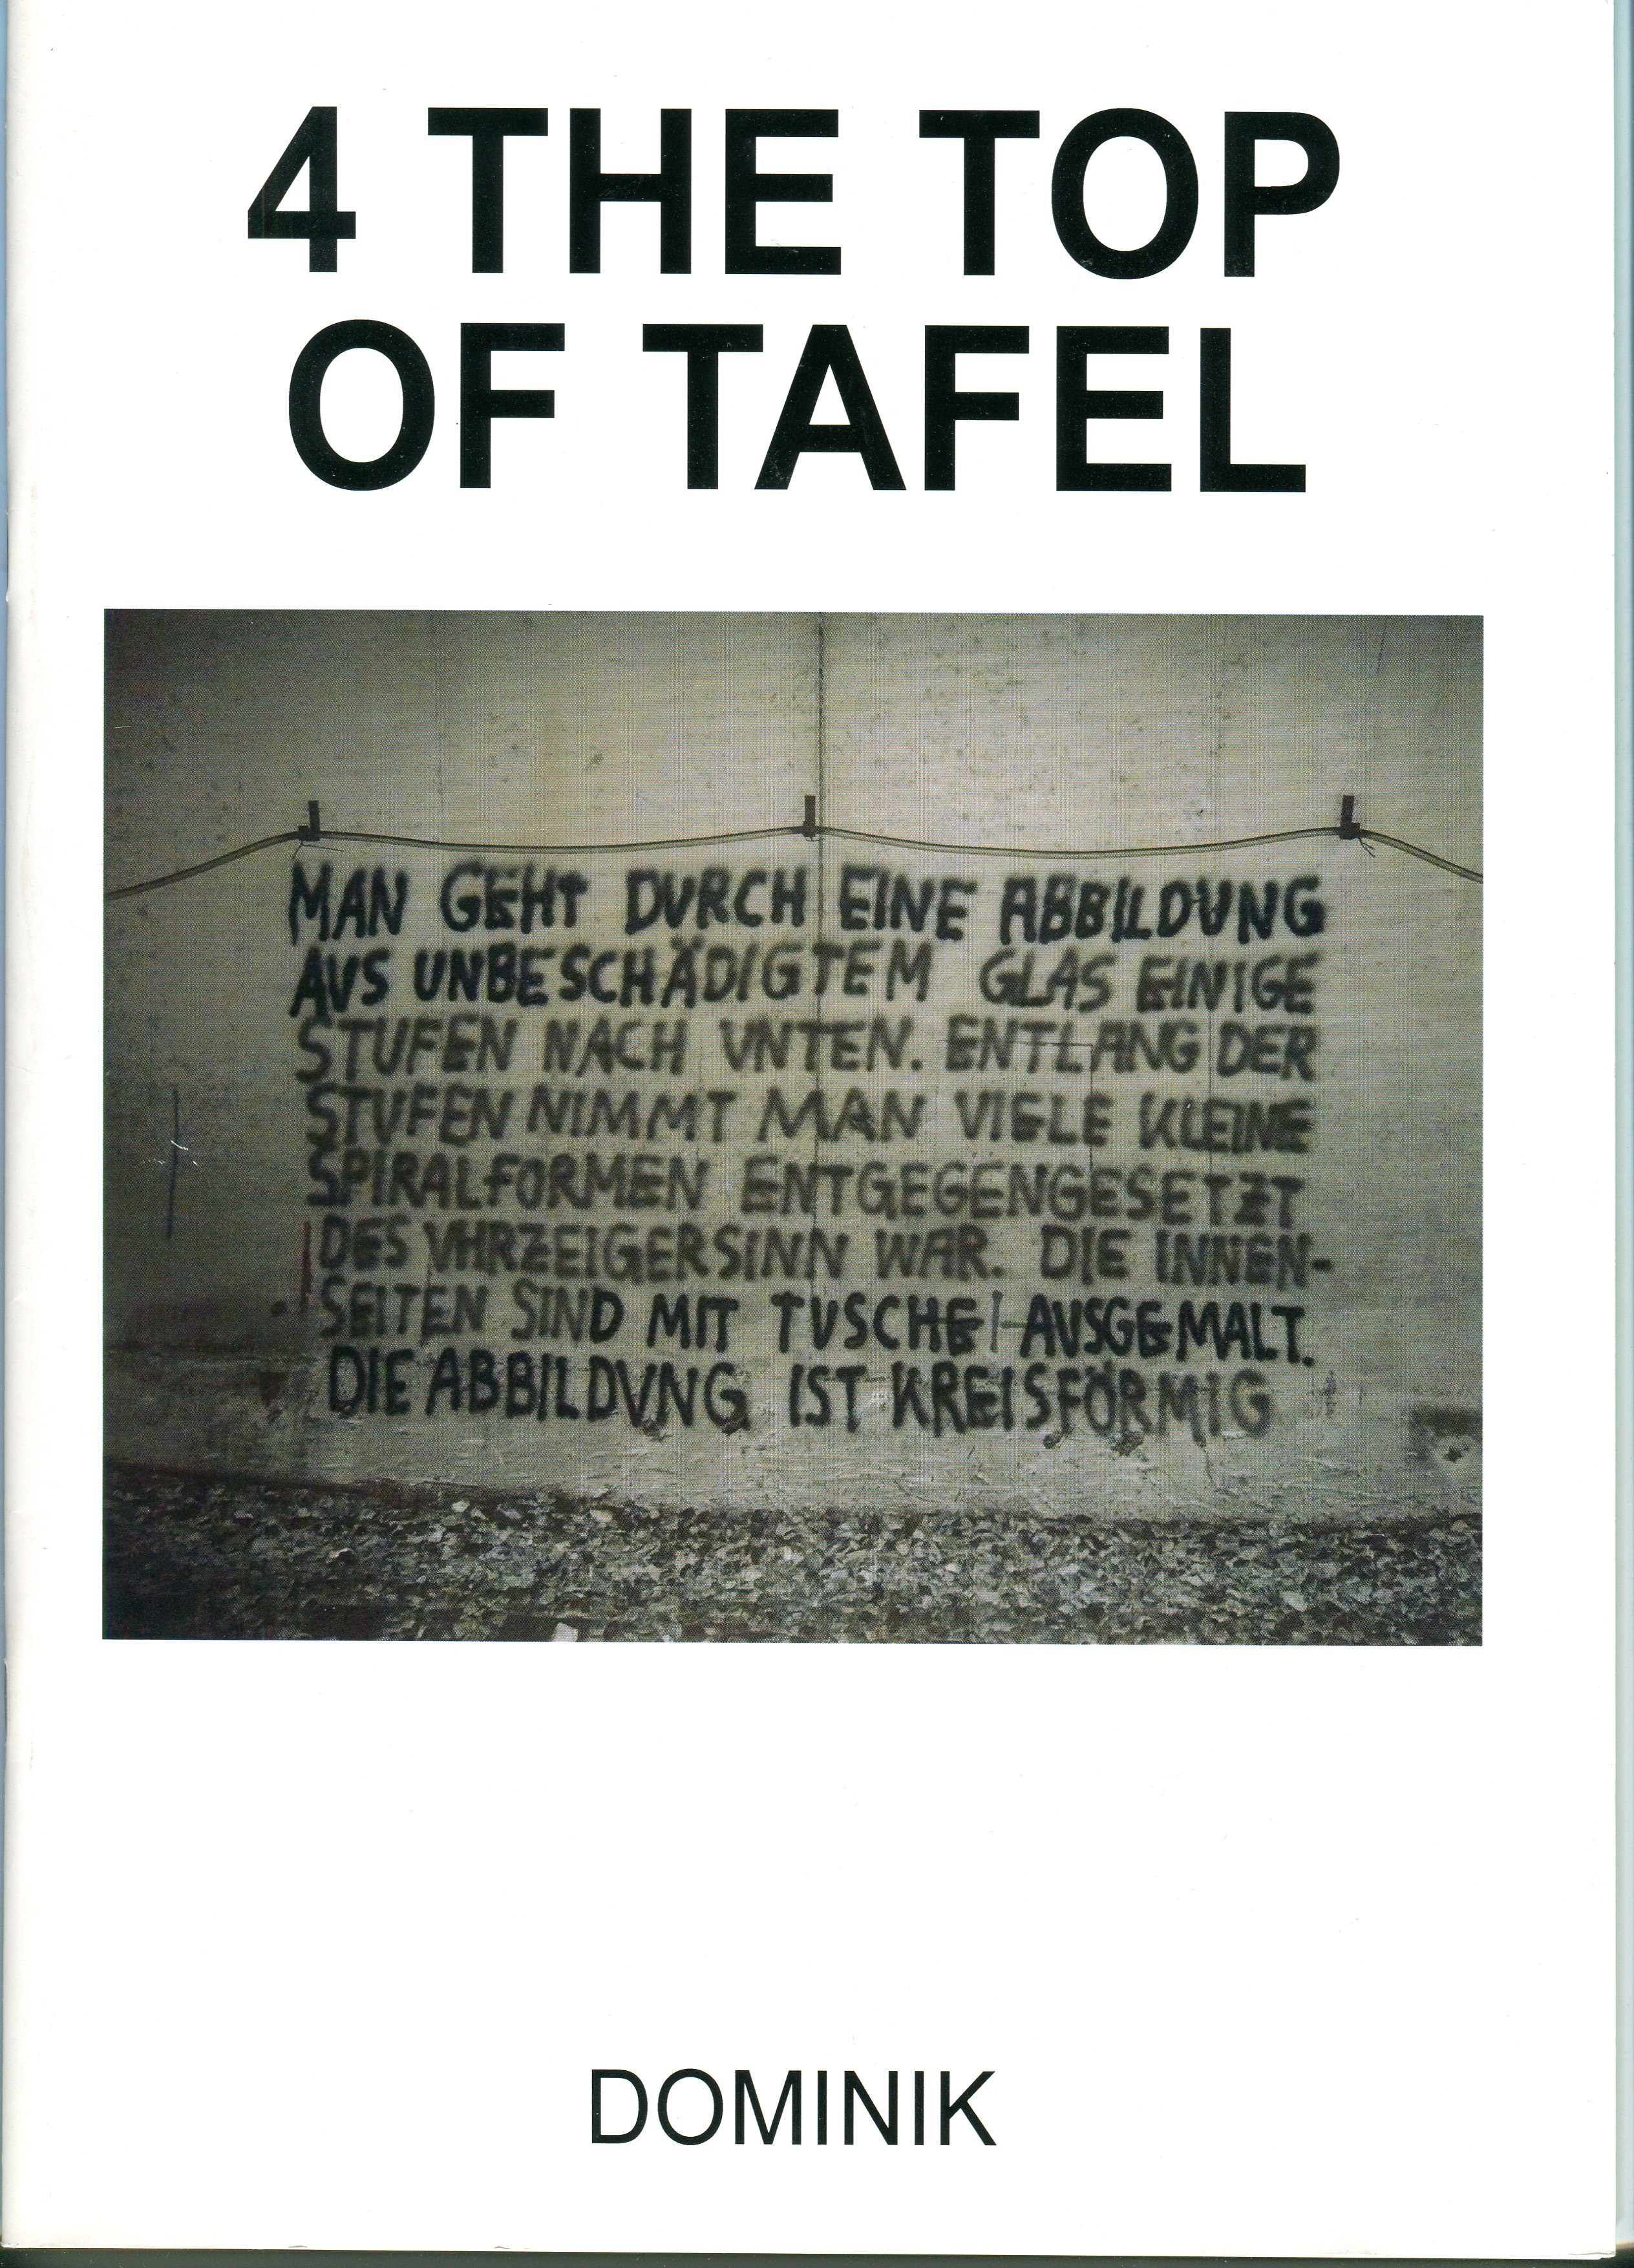 4 THE TOP
OF TAFEL
MAN GEHT DURCH EINE ABBILDUNG
AUS UNBESCHÄDIGTEM GLAS EINIGE
STUFEN NACH UNTEN. ENTLANG DER
STUFEN NIMMT MAN VIELE KLEINE
SPIRALFORMEN ENTGEGENGESETZT
DES UHRZEIGERSINN WAR. DIE INNEN-
SEITEN SIND MIT TUSCHE AUSGEMALT.
DIE ABBILDUNG IST KREISFÖRMIG
DOMINIK